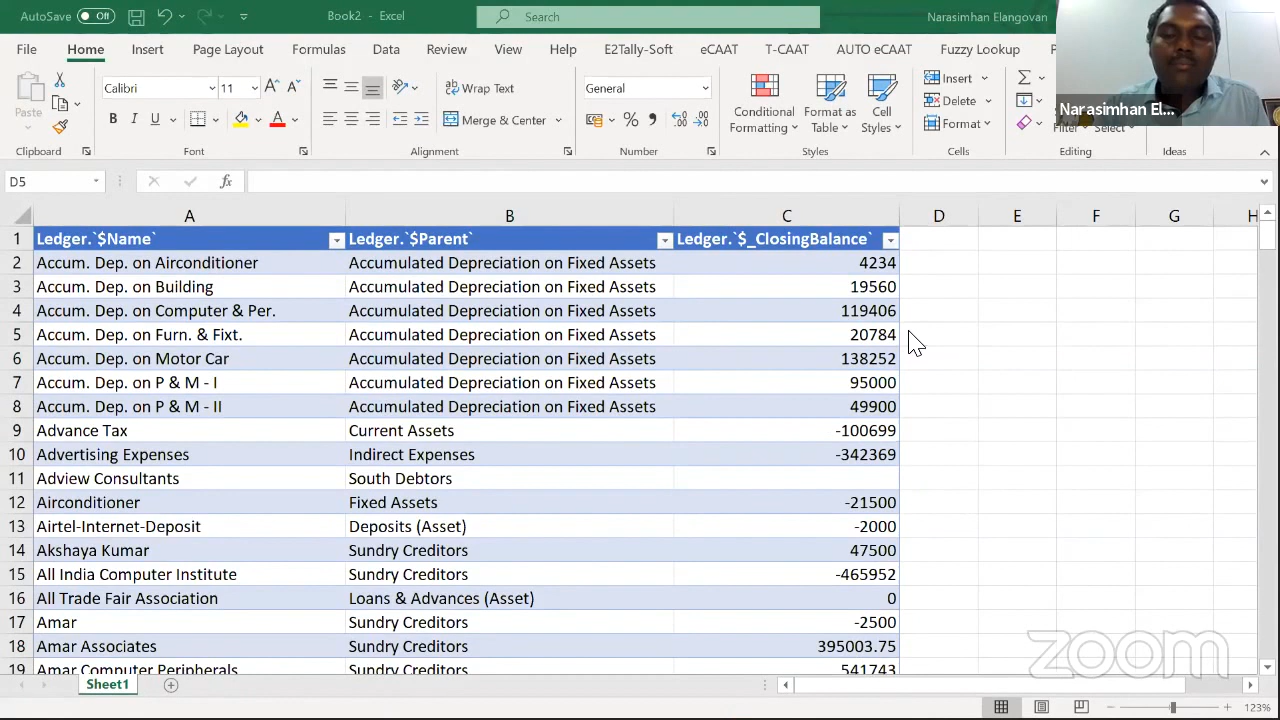 AutoSave Off Book2 - Excel Search Narasimhan Elangovan
File Home Insert Page Layout Formulas Data Review View Help E2Tally-Soft eCAAT T-CAAT AUTO eCAAT Fuzzy Lookup
Paste Calibri 11 A A Wrap Text General Conditional Formatting Format as Table Cell Styles Insert Delete Format Filter Select
B I U A Merge & Center % ,
Clipboard Font Alignment Number Styles Cells Editing Ideas
Narasimhan El...
D5 fx
A B C D E F G H
1 Ledger.`$Name` Ledger.`$Parent` Ledger.`$_ClosingBalance`
2 Accum. Dep. on Airconditioner Accumulated Depreciation on Fixed Assets 4234
3 Accum. Dep. on Building Accumulated Depreciation on Fixed Assets 19560
4 Accum. Dep. on Computer & Per. Accumulated Depreciation on Fixed Assets 119406
5 Accum. Dep. on Furn. & Fixt. Accumulated Depreciation on Fixed Assets 20784
6 Accum. Dep. on Motor Car Accumulated Depreciation on Fixed Assets 138252
7 Accum. Dep. on P & M - I Accumulated Depreciation on Fixed Assets 95000
8 Accum. Dep. on P & M - II Accumulated Depreciation on Fixed Assets 49900
9 Advance Tax Current Assets -100699
10 Advertising Expenses Indirect Expenses -342369
11 Adview Consultants South Debtors
12 Airconditioner Fixed Assets -21500
13 Airtel-Internet-Deposit Deposits (Asset) -2000
14 Akshaya Kumar Sundry Creditors 47500
15 All India Computer Institute Sundry Creditors -465952
16 All Trade Fair Association Loans & Advances (Asset) 0
17 Amar Sundry Creditors -2500
18 Amar Associates Sundry Creditors 395003.75
19 Amar Computer Peripherals Sundry Creditors 541743
zoom
Sheet1
123%